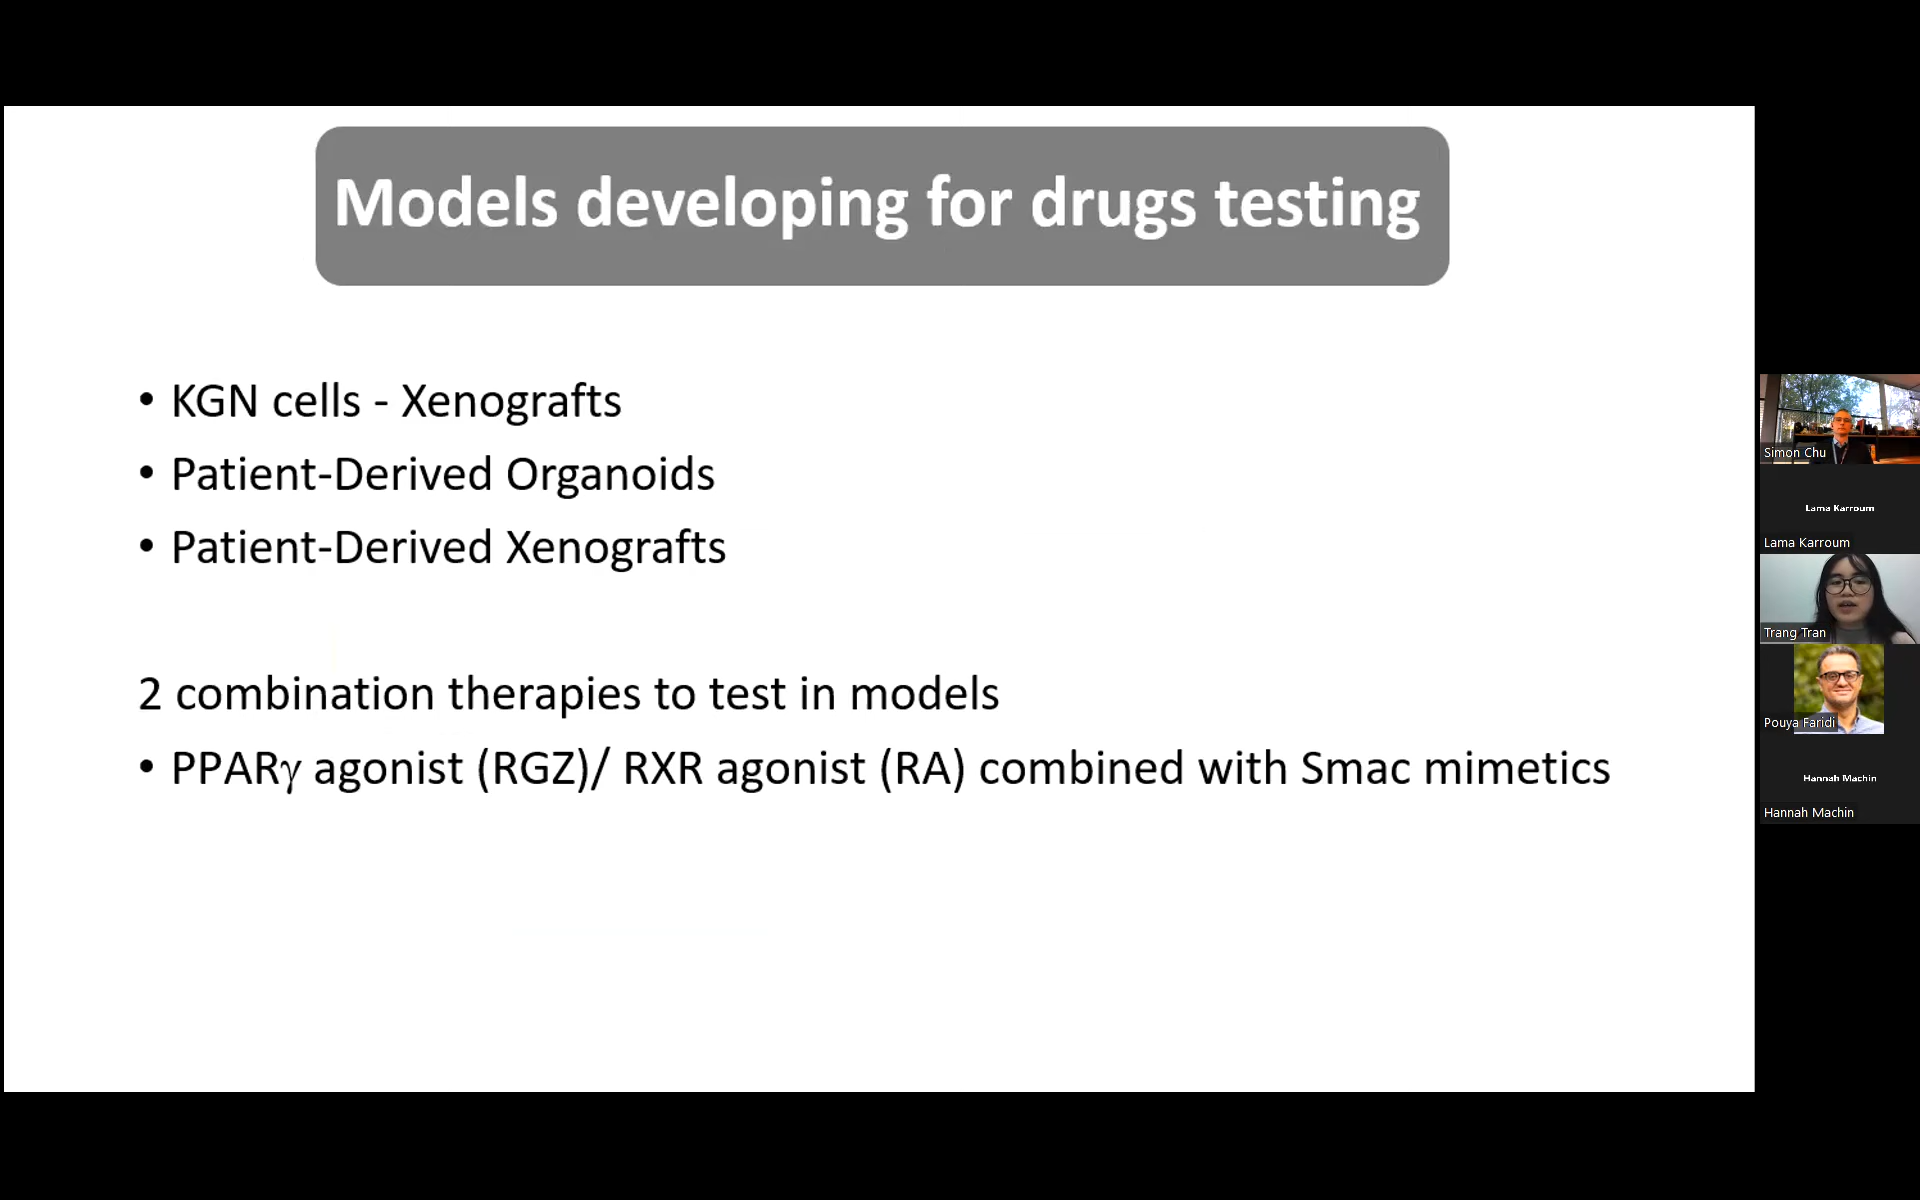 Models developing for drugs testing
• KGN cells - Xenografts
• Patient-Derived Organoids
• Patient-Derived Xenografts
2 combination therapies to test in models
• PPARγ agonist (RGZ)/ RXR agonist (RA) combined with Smac mimetics
Simon Chu
Lama Karroum
Lama Karroum
Trang Tran
Pouya Faridi
Hannah Machin
Hannah Machin